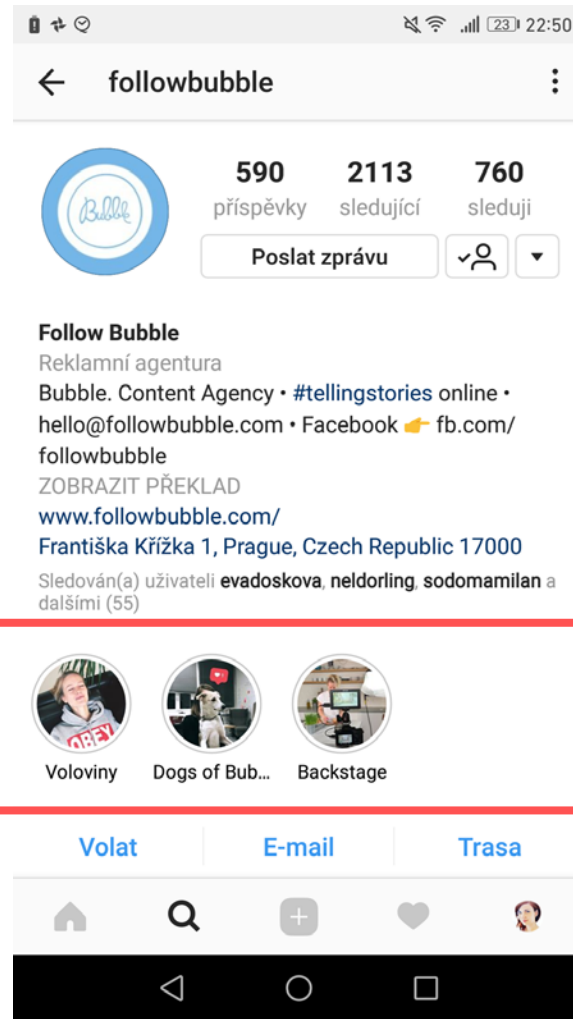 23 22:50
followbubble
Bubble
590 2113 760
příspěvky sledující sleduji
Poslat zprávu
Follow Bubble
Reklamní agentura
Bubble. Content Agency • #tellingstories online •
hello@followbubble.com • Facebook 👉 fb.com/
followbubble
ZOBRAZIT PŘEKLAD
www.followbubble.com/
Františka Křížka 1, Prague, Czech Republic 17000
Sledován(a) uživateli evadoskova, neldorling, sodomamilan a
dalšími (55)
OBEY
Voloviny Dogs of Bub... Backstage
Volat E-mail Trasa